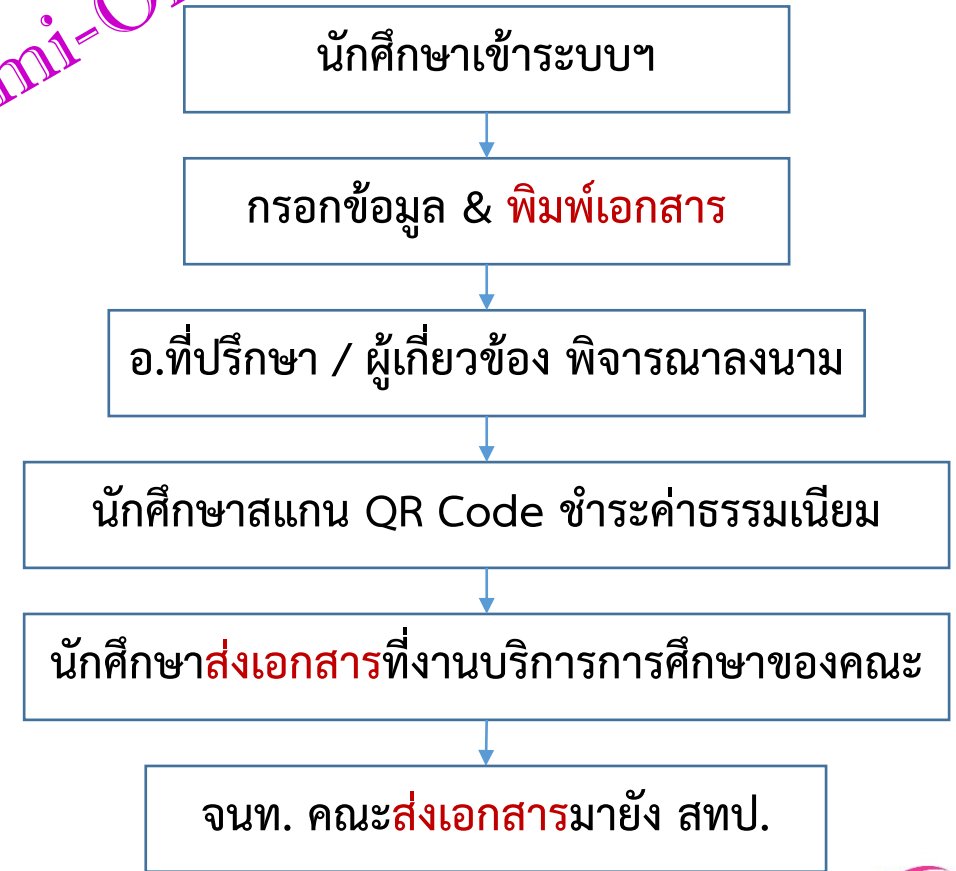 mi-O
นักศึกษาเข้าระบบฯ
กรอกข้อมูล & พิมพ์เอกสาร
อ.ที่ปรึกษา / ผู้เกี่ยวข้อง พิจารณาลงนาม
นักศึกษาสแกน QR Code ชำระค่าธรรมเนียม
นักศึกษาส่งเอกสารที่งานบริการการศึกษาของคณะ
จนท. คณะส่งเอกสารมายัง สทป.